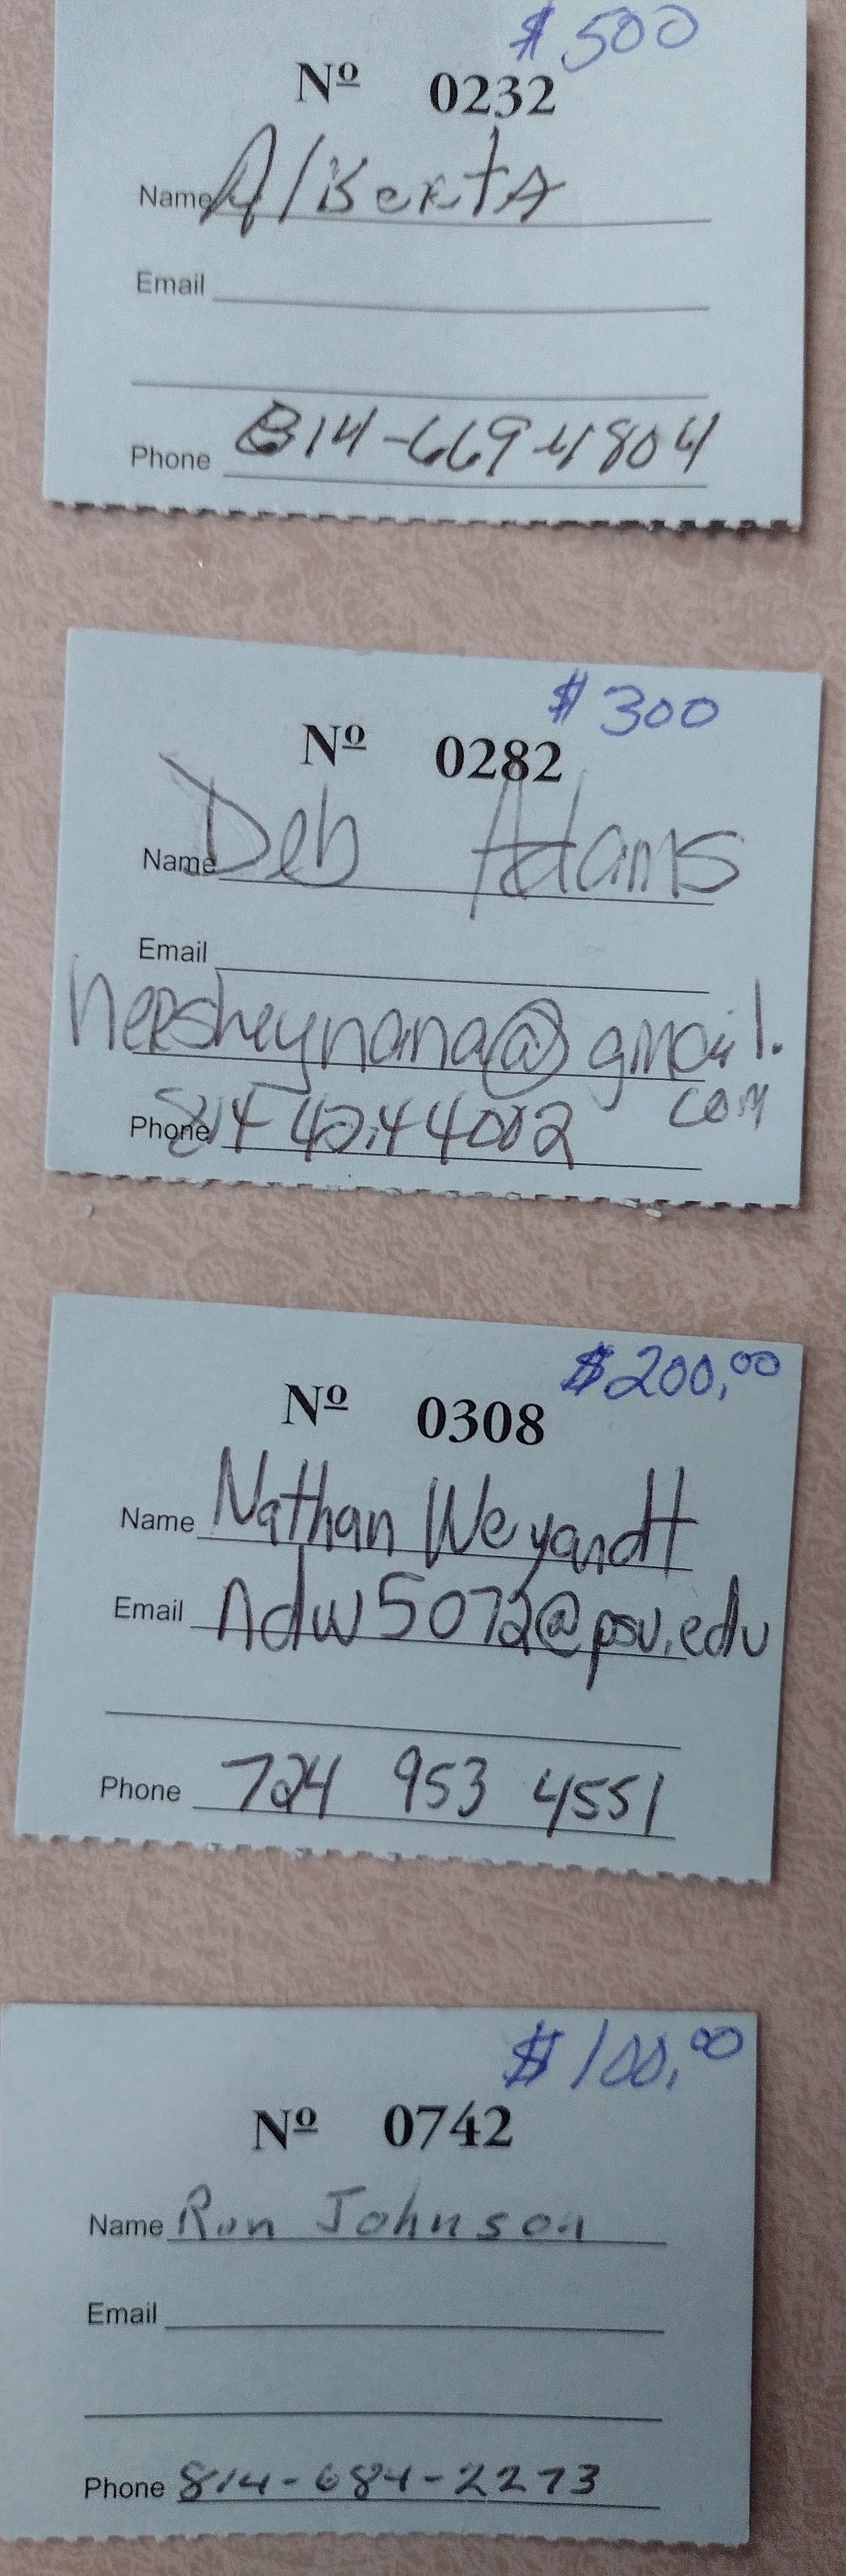 $500
Nº 0232
Name AlBertA
Email
Phone 814-669-4804
$300
Nº 0282
Name Deb Adams
Email
hersheynana@gmail.
com
Phone 814 42.44002
$200.00
Nº 0308
Name Nathan Weyandt
Email ndw5072@psu.edu
Phone 724 953 4551
$100.00
Nº 0742
Name Ron Johnson
Email
Phone 814-684-2273